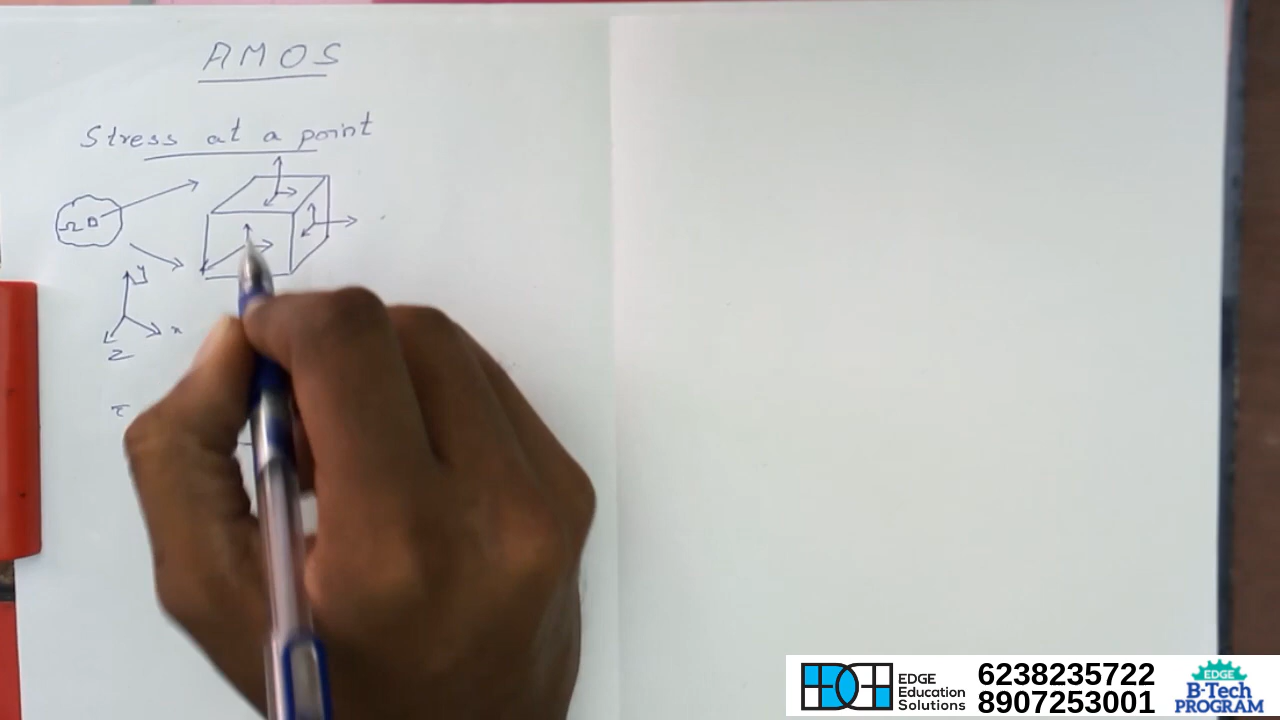 AMOS
Stress at a point
Ω
y
x
z
τ
EDGE
Education
Solutions
6238235722
8907253001
EDGE
B-Tech
PROGRAM